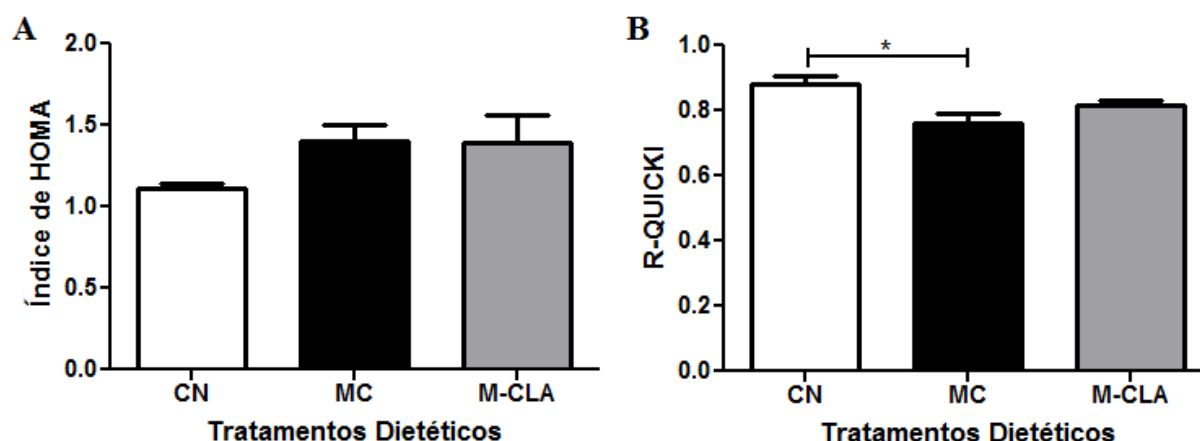 A
Índice de HOMA
2.0
1.5
1.0
0.5
0.0
CN MC M-CLA
Tratamentos Dietéticos
B
R-QUICKI
1.0
0.8
0.6
0.4
0.2
0.0
*
CN MC M-CLA
Tratamentos Dietéticos